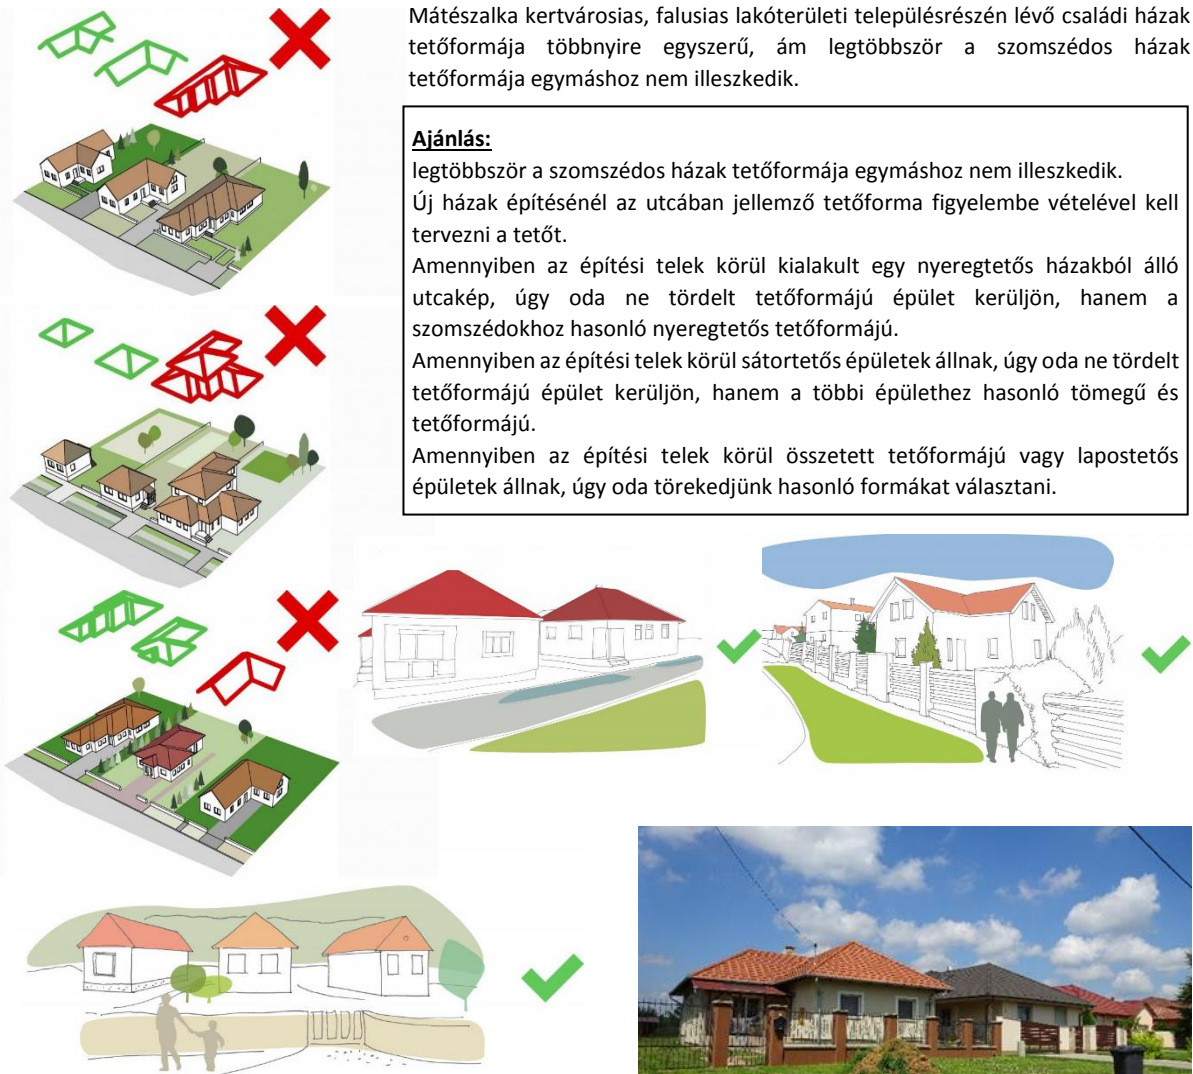 Mátészalka kertvárosias, falusias lakóterületi településrészén lévő családi házak
tetőformája többnyire egyszerű, ám legtöbbször a szomszédos házak
tetőformája egymáshoz nem illeszkedik.
Ajánlás:
legtöbbször a szomszédos házak tetőformája egymáshoz nem illeszkedik.
Új házak építésénél az utcában jellemző tetőforma figyelembe vételével kell
tervezni a tetőt.
Amennyiben az építési telek körül kialakult egy nyeregtetős házakból álló
utcakép, úgy oda ne tördelt tetőformájú épület kerüljön, hanem a
szomszédokhoz hasonló nyeregtetős tetőformájú.
Amennyiben az építési telek körül sátortetős épületek állnak, úgy oda ne tördelt
tetőformájú épület kerüljön, hanem a többi épülethez hasonló tömegű és
tetőformájú.
Amennyiben az építési telek körül összetett tetőformájú vagy lapostetős
épületek állnak, úgy oda törekedjünk hasonló formákat választani.